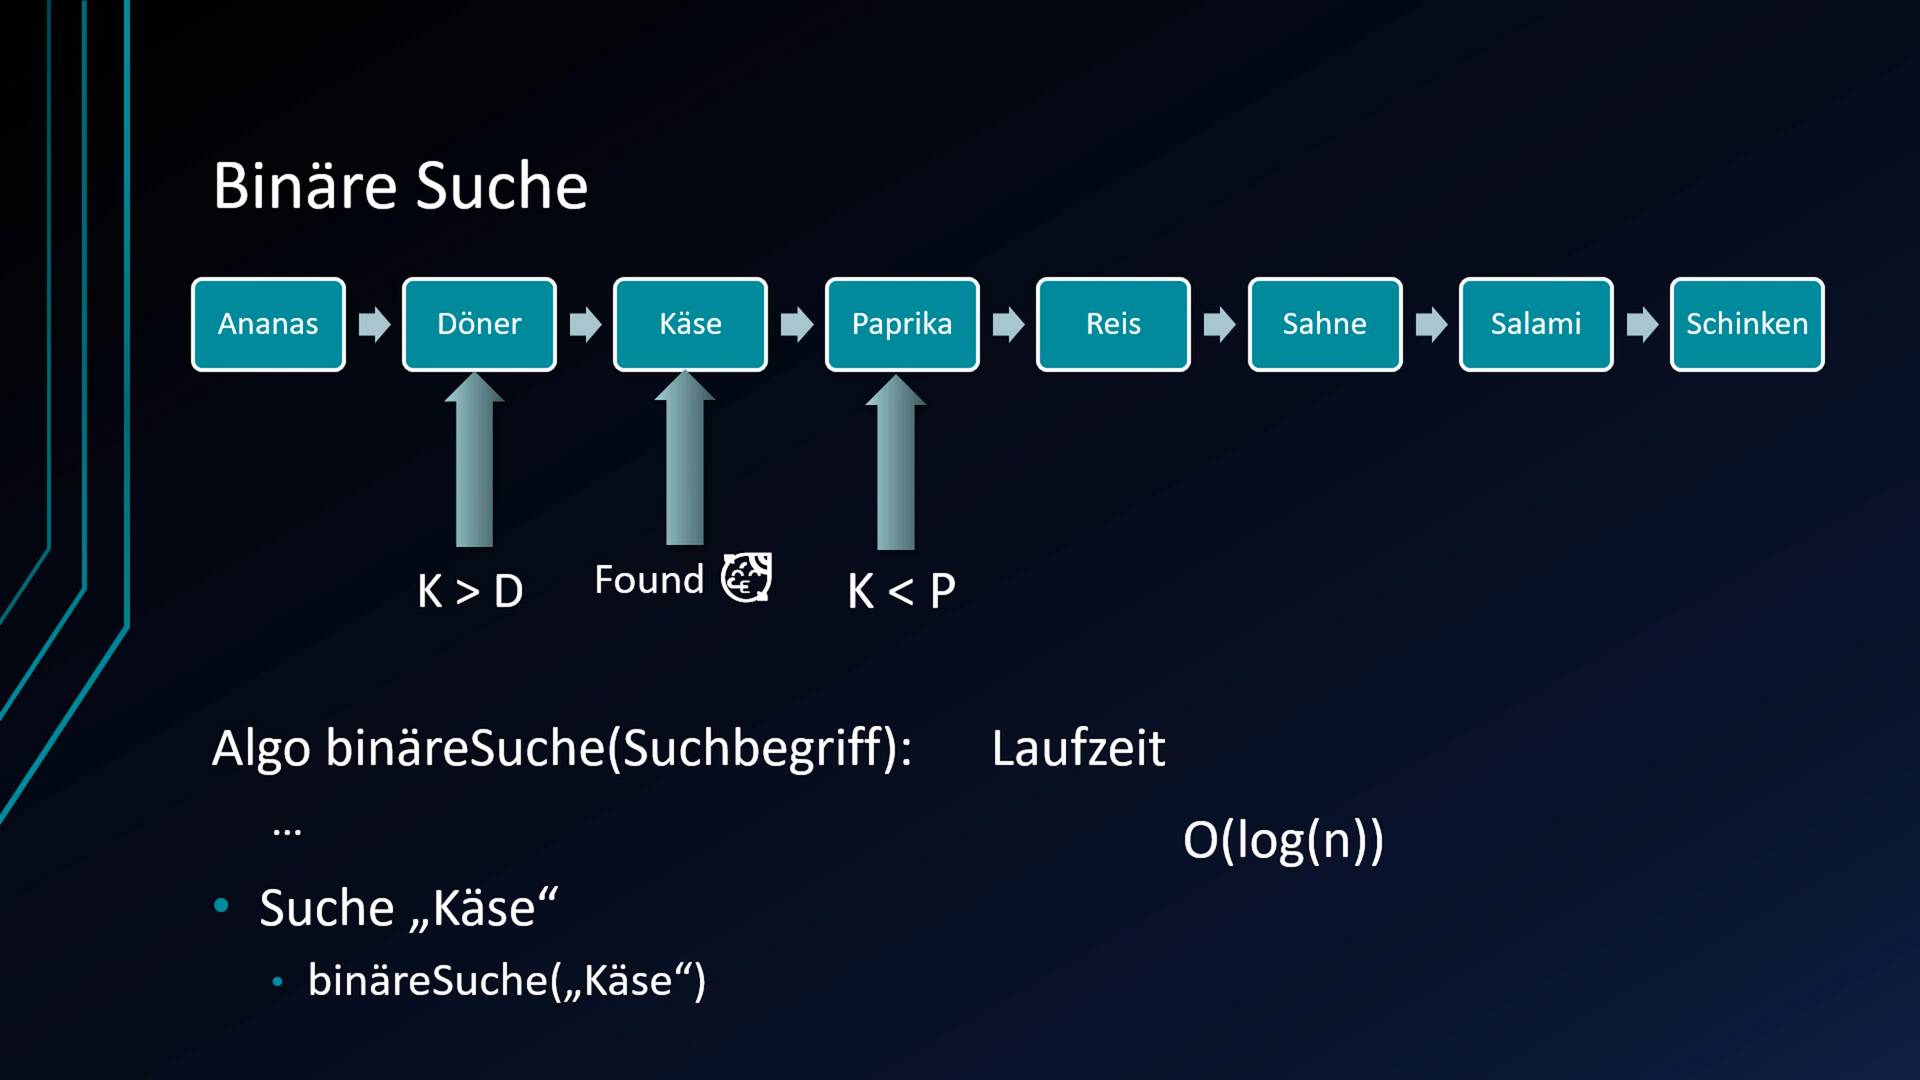 Binäre Suche
Ananas Döner Käse Paprika Reis Sahne Salami Schinken
K > D Found K < P
Algo binäreSuche(Suchbegriff): Laufzeit
...
O(log(n))
• Suche „Käse“
• binäreSuche(„Käse“)